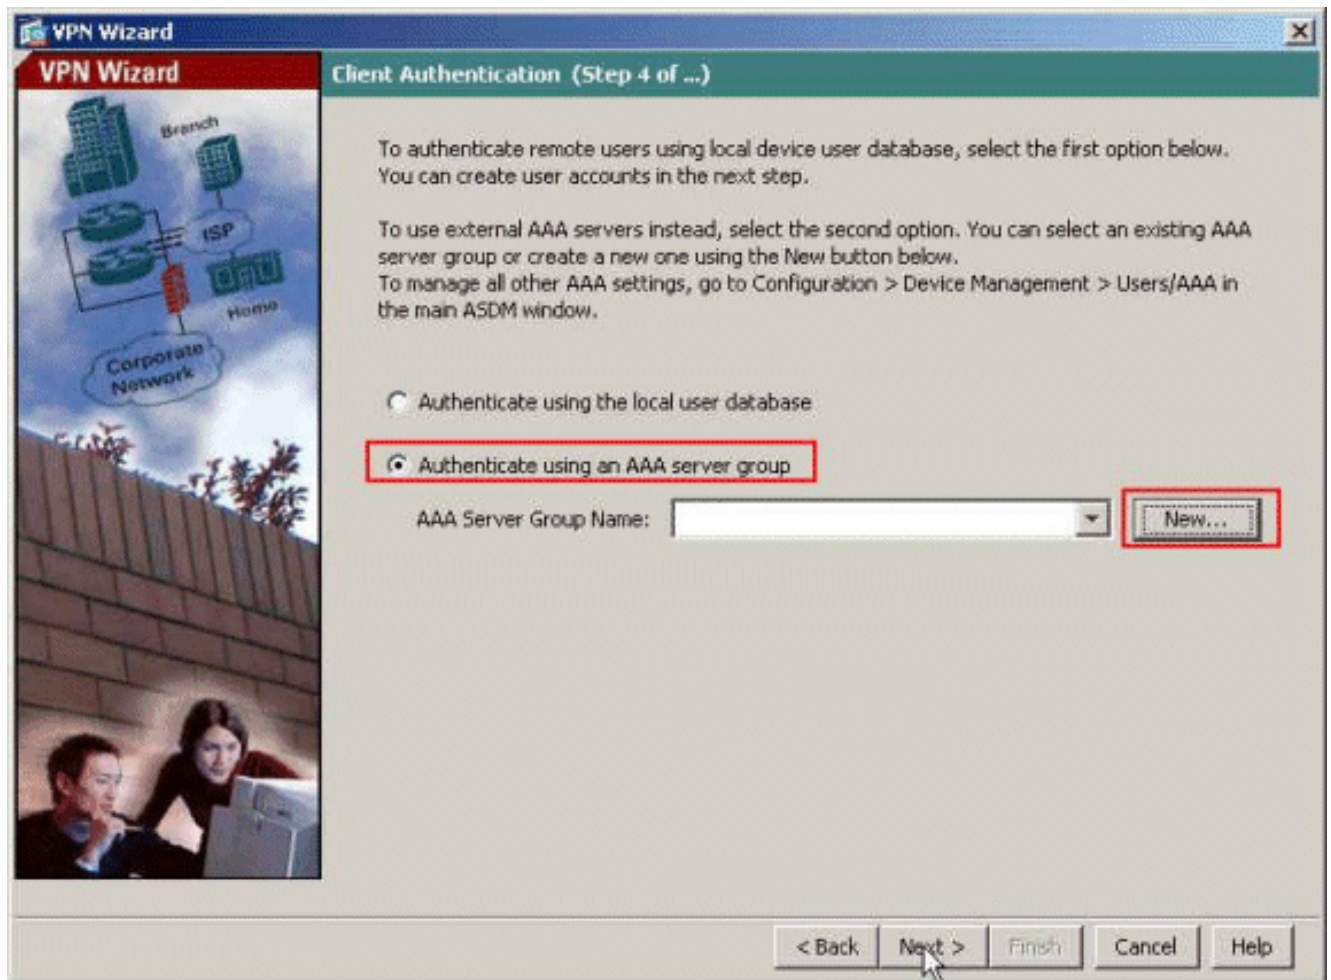 VPN Wizard
VPN Wizard
Client Authentication (Step 4 of ...)
Branch
ISP
Home
Corporate
Network
To authenticate remote users using local device user database, select the first option below.
You can create user accounts in the next step.
To use external AAA servers instead, select the second option. You can select an existing AAA
server group or create a new one using the New button below.
To manage all other AAA settings, go to Configuration > Device Management > Users/AAA in
the main ASDM window.
Authenticate using the local user database
Authenticate using an AAA server group
AAA Server Group Name:
New...
< Back
Next >
Finish
Cancel
Help